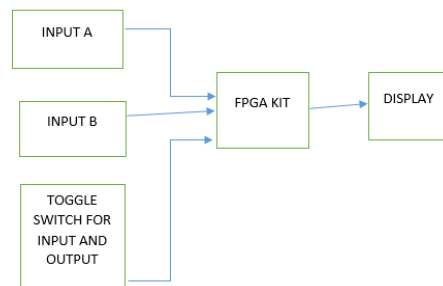 INPUT A
INPUT B
TOGGLE
SWITCH FOR
INPUT AND
OUTPUT
FPGA KIT
DISPLAY